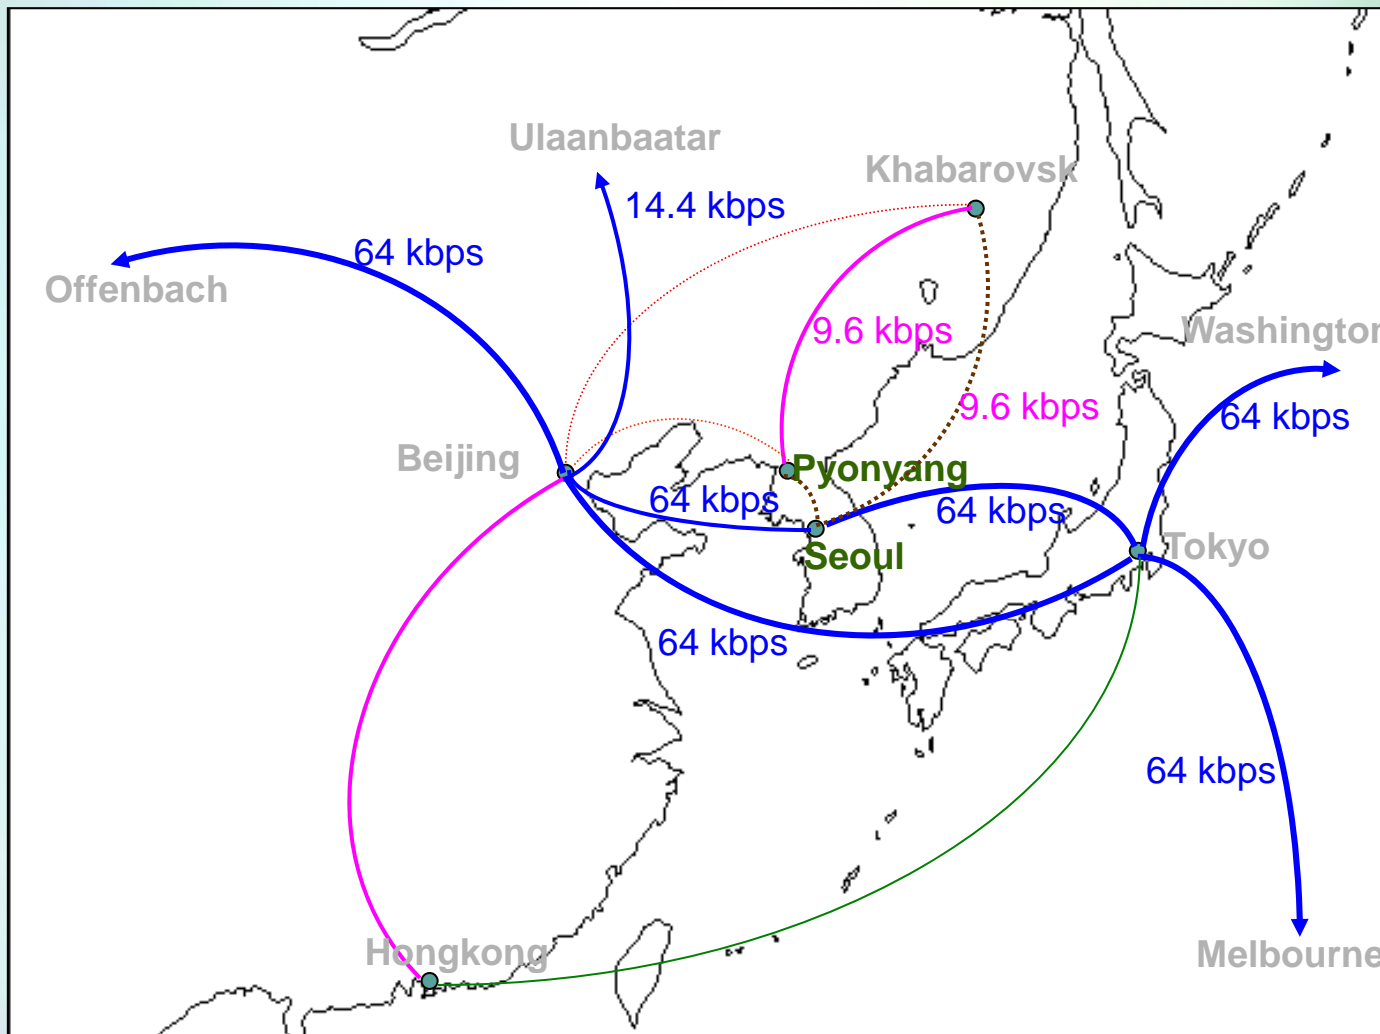 Ulaanbaatar
Khabarovsk
14.4 kbps
64 kbps
Offenbach
9.6 kbps
Washington
9.6 kbps
64 kbps
Beijing
Pyonyang
64 kbps
64 kbps
Seoul
Tokyo
64 kbps
64 kbps
Hongkong
Melbourne